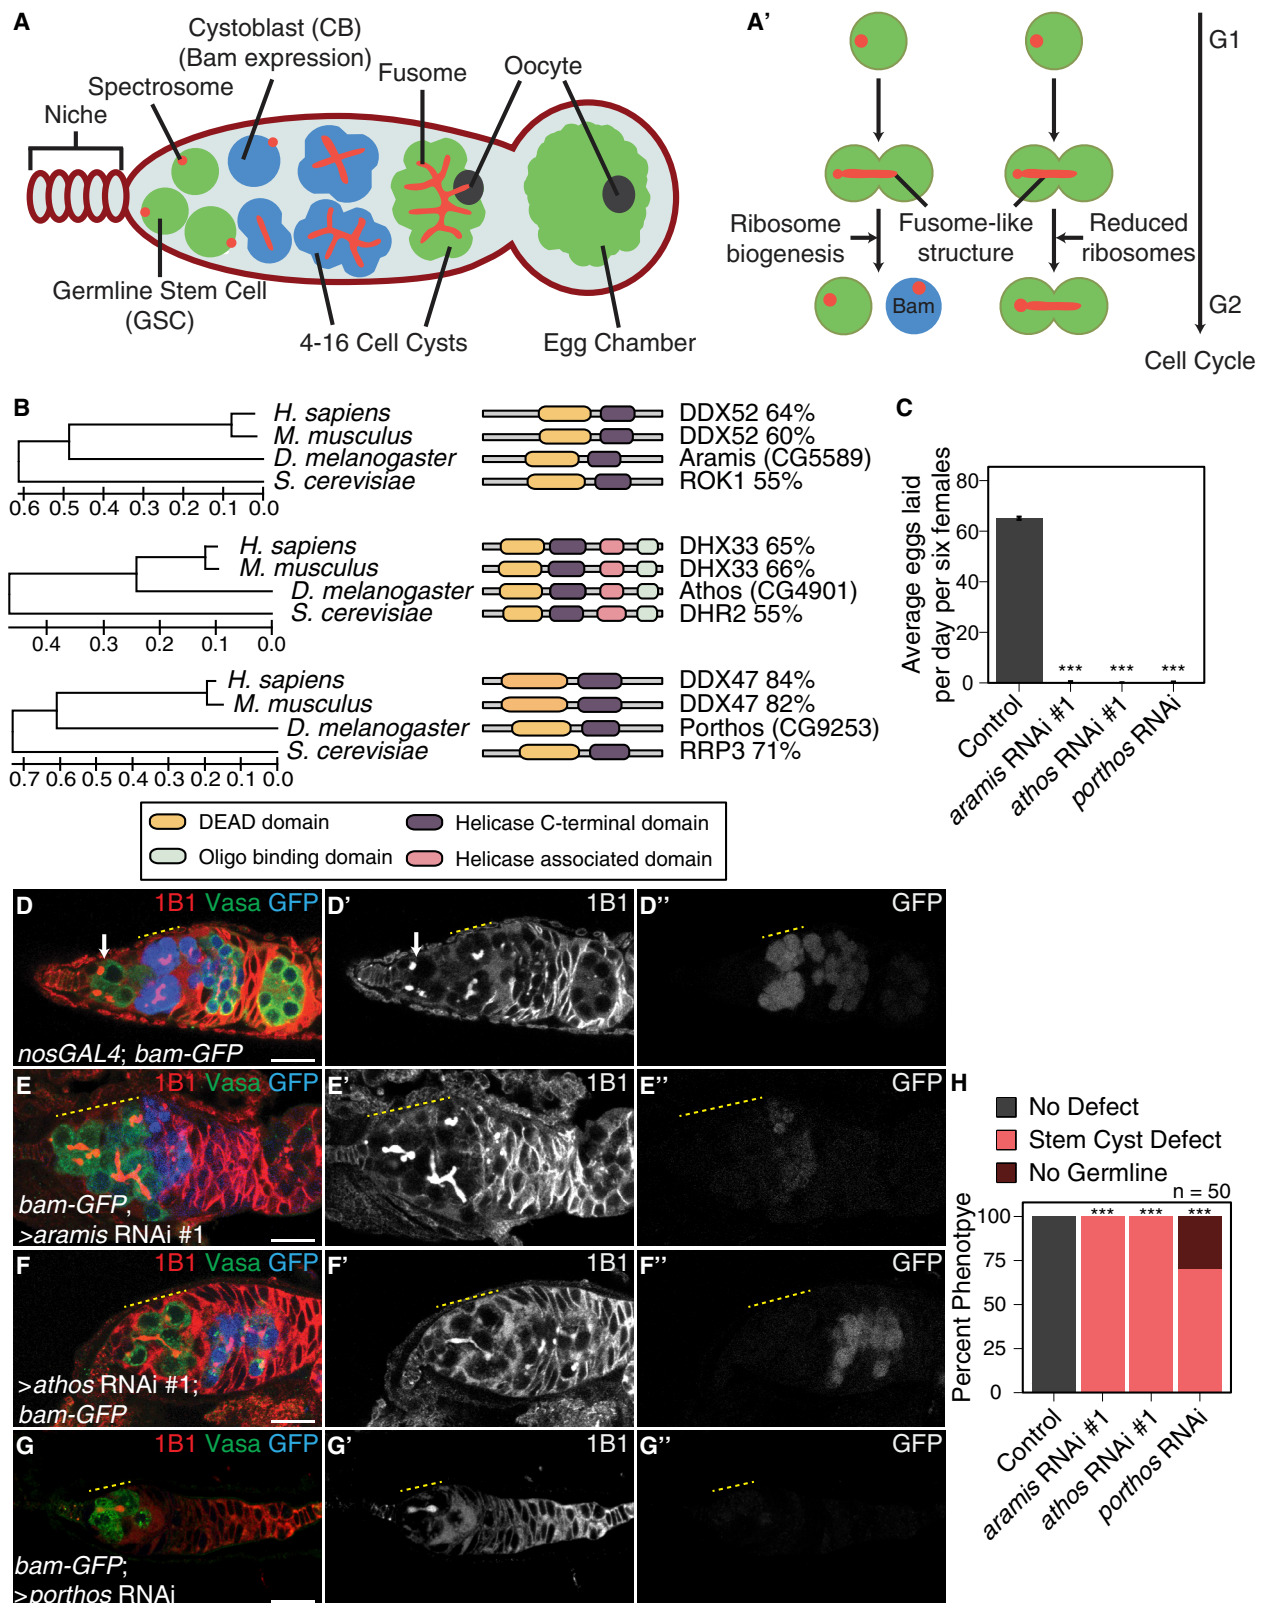 A
Cystoblast (CB)
(Bam expression)
Fusome
Oocyte
Spectrosome
Niche
Germline Stem Cell
(GSC)
4-16 Cell Cysts
Egg Chamber
A'
G1
Ribosome
biogenesis
Fusome-like
structure
Reduced
ribosomes
Bam
G2
Cell Cycle
B
H. sapiens
DDX52 64%
M. musculus
DDX52 60%
D. melanogaster
Aramis (CG5589)
S. cerevisiae
ROK1 55%
0.6 0.5 0.4 0.3 0.2 0.1 0.0
H. sapiens
DHX33 65%
M. musculus
DHX33 66%
D. melanogaster
Athos (CG4901)
S. cerevisiae
DHR2 55%
0.4 0.3 0.2 0.1 0.0
H. sapiens
DDX47 84%
M. musculus
DDX47 82%
D. melanogaster
Porthos (CG9253)
S. cerevisiae
RRP3 71%
0.7 0.6 0.5 0.4 0.3 0.2 0.1 0.0
DEAD domain
Helicase C-terminal domain
Oligo binding domain
Helicase associated domain
C
Average eggs laid
per day per six females
80
60
40
20
0
*** *** ***
Control
aramis RNAi #1
athos RNAi #1
porthos RNAi
D 1B1 Vasa GFP
nosGAL4; bam-GFP
D' 1B1
D'' GFP
E 1B1 Vasa GFP
bam-GFP,
>aramis RNAi #1
E' 1B1
E'' GFP
F 1B1 Vasa GFP
>athos RNAi #1;
bam-GFP
F' 1B1
F'' GFP
G 1B1 Vasa GFP
bam-GFP;
>porthos RNAi
G' 1B1
G'' GFP
H
No Defect
Stem Cyst Defect
No Germline
n = 50
Percent Phenotpye
100
75
50
25
0
*** *** ***
Control
aramis RNAi #1
athos RNAi #1
porthos RNAi